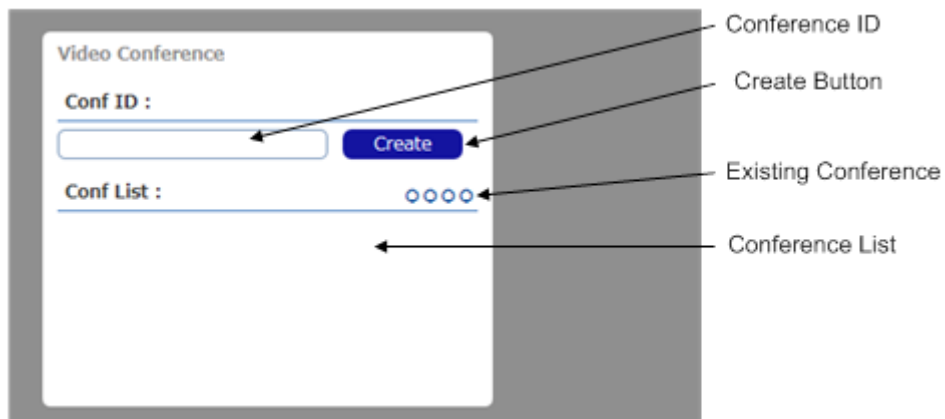 Conference ID
Video Conference
Create Button
Conf ID :
Create
Existing Conference
Conf List :
Conference List